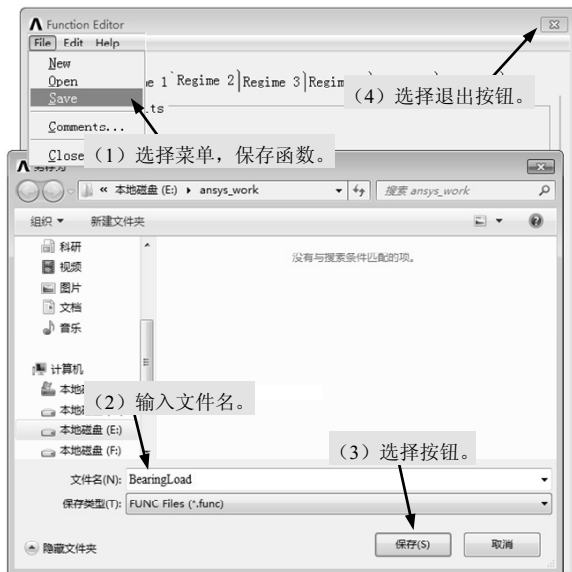 Function Editor
File Edit Help
New
Open
Save
Comments...
Close
Regime 2 Regime 3
(4) 选择退出按钮。
(1) 选择菜单，保存函数。
« 本地磁盘 (E:) ansys_work
搜索 ansys_work
组织 新建文件夹
科研
视频
图片
文档
音乐
没有与搜索条件匹配的项。
计算机
本地磁盘 (E:)
本地磁盘 (F:)
(2) 输入文件名。
(3) 选择按钮。
文件名(N): BearingLoad
保存类型(T): FUNC Files (*.func)
隐藏文件夹
保存(S) 取消